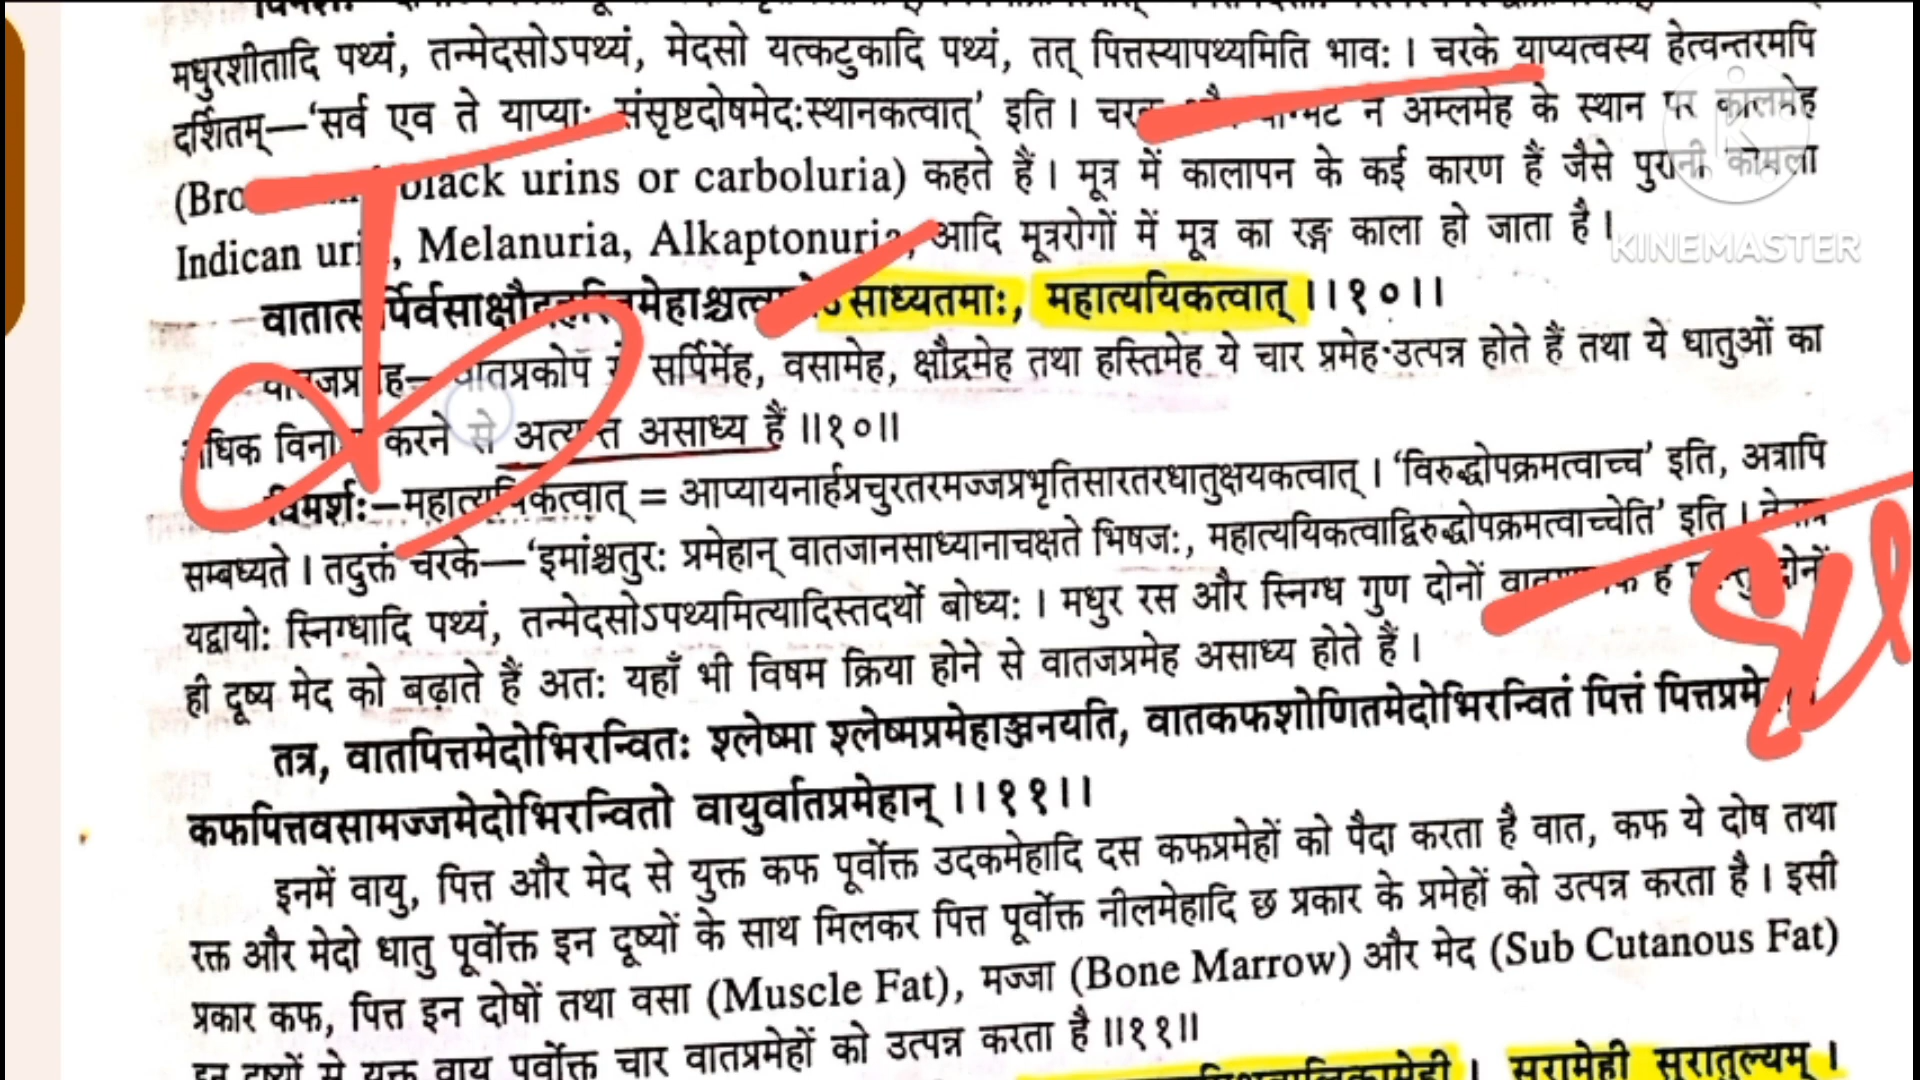 मधुरशीतादि पथ्यं, तन्मेदसोऽपथ्यं, मेदसो यत्कटुकादि पथ्यं, तत् पित्तस्यापथ्यमिति भावः । चरके याप्यत्वस्य हेत्वन्तरमपि
दर्शितम्—‘सर्व एव ते याप्याः संसृष्टदोषमेदःस्थानकत्वात्’ इति । न अम्लमेह के स्थान पर कालमेह
black urins or carboluria) कहते हैं । मूत्र में कालापन के कई कारण हैं जैसे पुरानी कामला
Indican Melanuria, Alkaptonuria, आदि मूत्ररोगों में मूत्र का रङ्ग काला हो जाता है ।
KINEMASTER
ऽसाध्यतमाः, महात्ययिकत्वात् ।।१०।।
वातप्रकोप से सर्पिर्मेह, वसामेह, क्षौद्रमेह तथा हस्तिमेह ये चार प्रमेह उत्पन्न होते हैं तथा ये धातुओं का
करने से अत्यन्त असाध्य हैं ॥१०॥
विमर्शः—महात्ययिकत्वात् = आप्यायनार्हप्रचुरतरमज्जप्रभृतिसारतरधातुक्षयकत्वात् । ‘विरुद्धोपक्रमत्वाच्च’ इति, अत्रापि
सम्बध्यते । तदुक्तं चरके—‘इमांश्चतुरः प्रमेहान् वातजानसाध्यानाचक्षते भिषजः, महात्ययिकत्वाद्विरुद्धोपक्रमत्वाच्चेति’ इति ।
यद्वायोः स्निग्धादि पथ्यं, तन्मेदसोऽपथ्यमित्यादिस्तदर्थो बोध्यः । मधुर रस और स्निग्ध गुण दोनों दोनों
ही दूष्य मेद को बढ़ाते हैं अतः यहाँ भी विषम क्रिया होने से वातजप्रमेह असाध्य होते हैं ।
तत्र, वातपित्तमेदोभिरन्वितः श्लेष्मा श्लेष्मप्रमेहाञ्जनयति, वातकफशोणितमेदोभिरन्वितं पित्तं
कफपित्तवसामज्जमेदोभिरन्वितो वायुर्वातप्रमेहान् ।।११।।
इनमें वायु, पित्त और मेद से युक्त कफ पूर्वोक्त उदकमेहादि दस कफप्रमेहों को पैदा करता है वात, कफ ये दोष तथा
रक्त और मेदो धातु पूर्वोक्त इन दूष्यों के साथ मिलकर पित्त पूर्वोक्त नीलमेहादि छ प्रकार के प्रमेहों को उत्पन्न करता है । इसी
प्रकार कफ, पित्त इन दोषों तथा वसा (Muscle Fat), मज्जा (Bone Marrow) और मेद (Sub Cutanous Fat)
इन दूष्यों से युक्त वायु पूर्वोक्त चार वातप्रमेहों को उत्पन्न करता है ॥११॥
सुरामेही सुरातुल्यम् ।